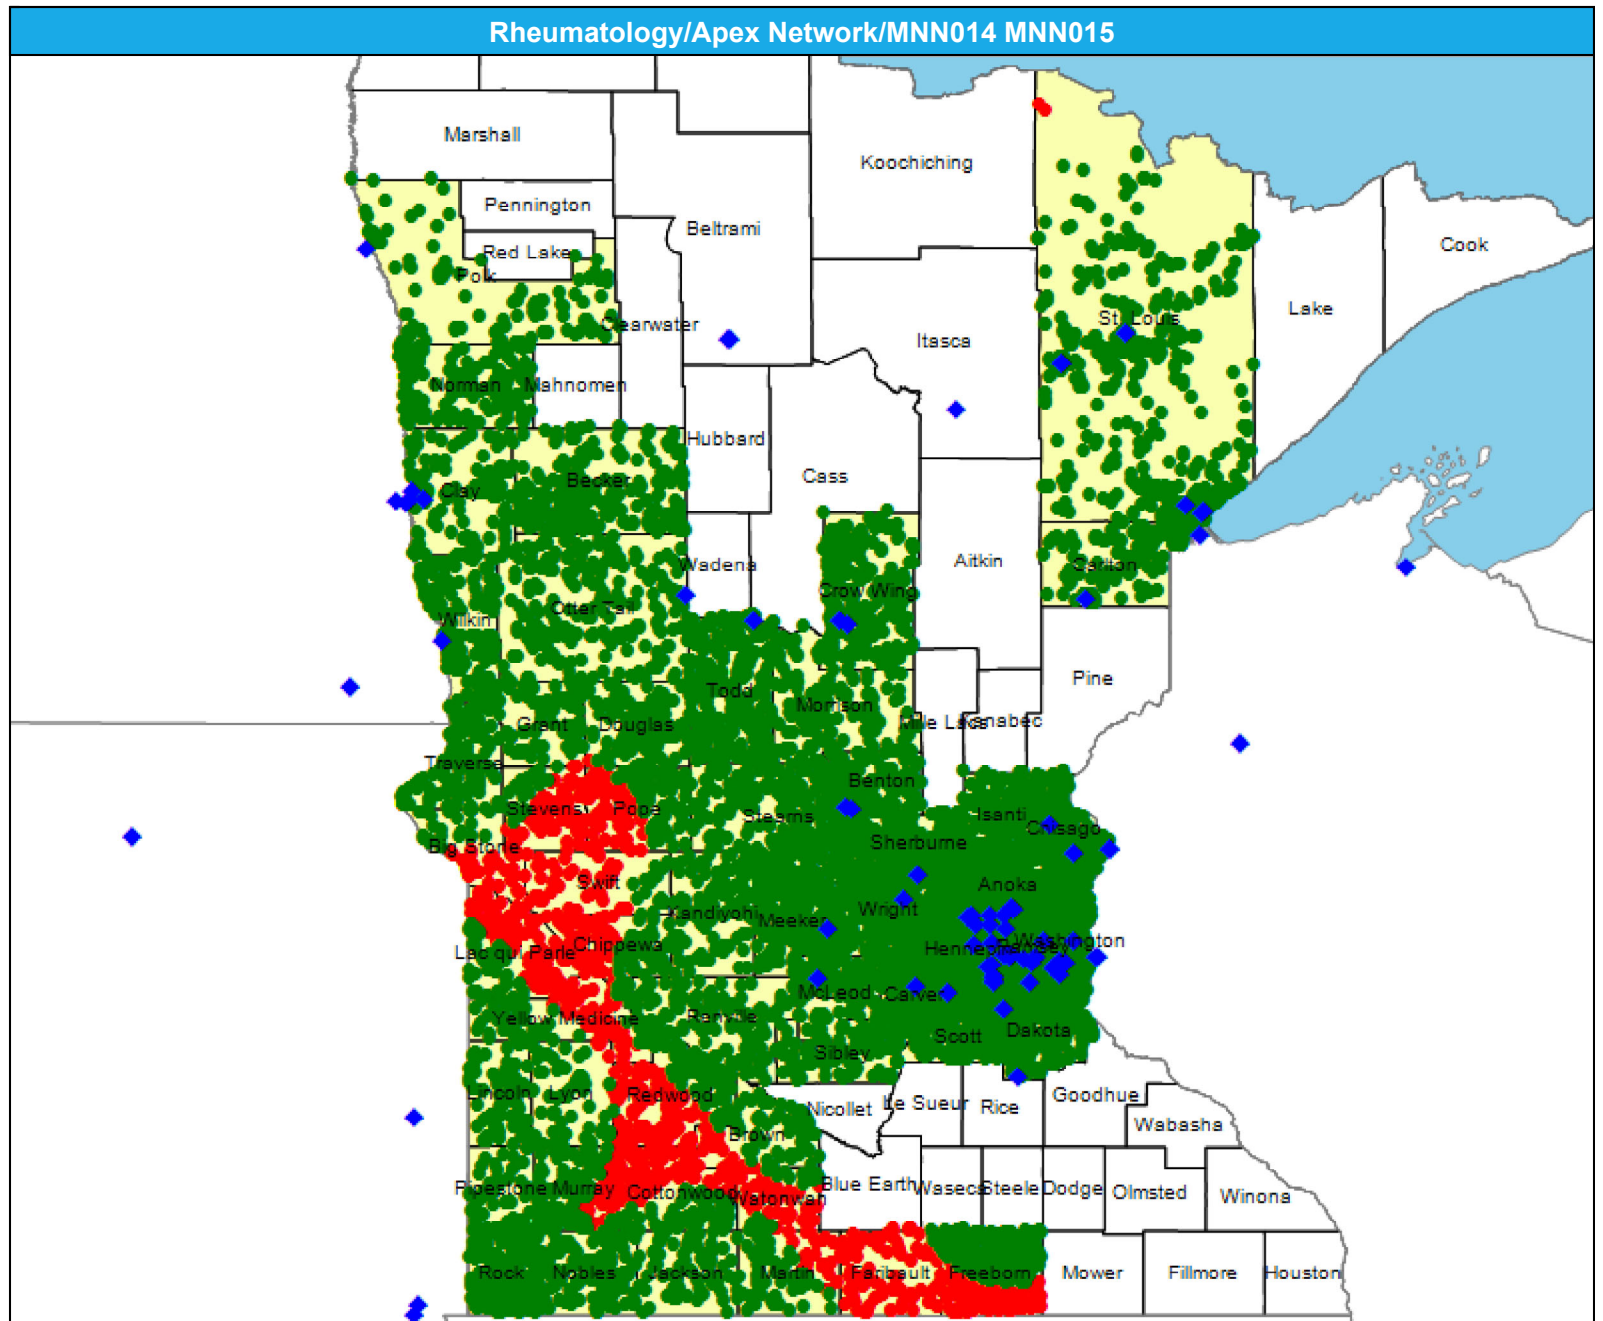 Rheumatology/Apex Network/MNN014 MNN015
Marshall
Koochiching
Pennington
Beltrami
Red Lake
Cook
Polk
Lake
St. Louis
Clearwater
Itasca
Norman
Mahnomen
Hubbard
Cass
Becker
Clay
Aitkin
Wadena
Carlton
Crow Wing
Otter Tail
Wilkin
Pine
Todd
Morrison
Grant
Douglas
Mille Lacs
Kanabec
Traverse
Benton
Stevens
Pope
Stearns
Isanti
Chisago
Big Stone
Sherburne
Swift
Anoka
Kandiyohi
Meeker
Wright
Washington
Chippewa
Hennepin
Ramsey
Lac qui Parle
McLeod
Carver
Yellow Medicine
Renville
Scott
Dakota
Sibley
Lincoln
Lyon
Redwood
Nicollet
Le Sueur
Rice
Goodhue
Wabasha
Brown
Pipestone
Murray
Cottonwood
Watonwan
Blue Earth
Waseca
Steele
Dodge
Olmsted
Winona
Rock
Nobles
Jackson
Martin
Faribault
Freeborn
Mower
Fillmore
Houston